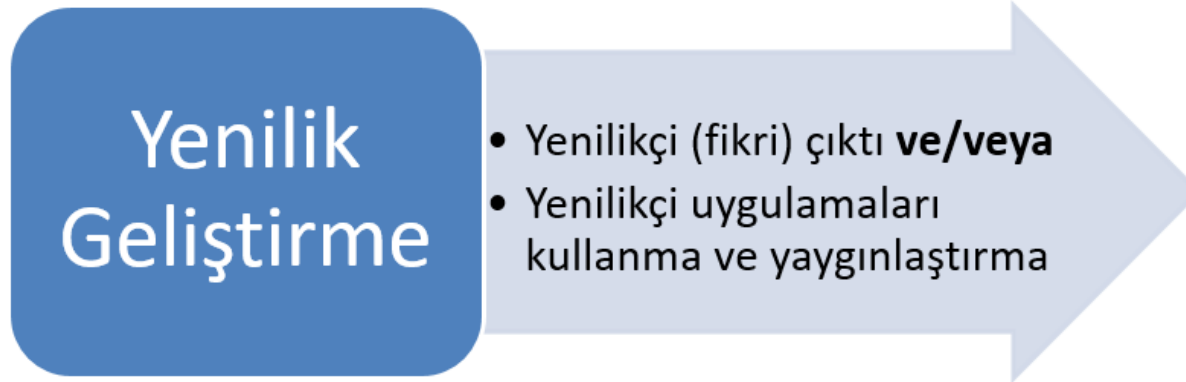 Yenilik
Geliştirme
• Yenilikçi (fikri) çıktı ve/veya
• Yenilikçi uygulamaları
kullanma ve yaygınlaştırma